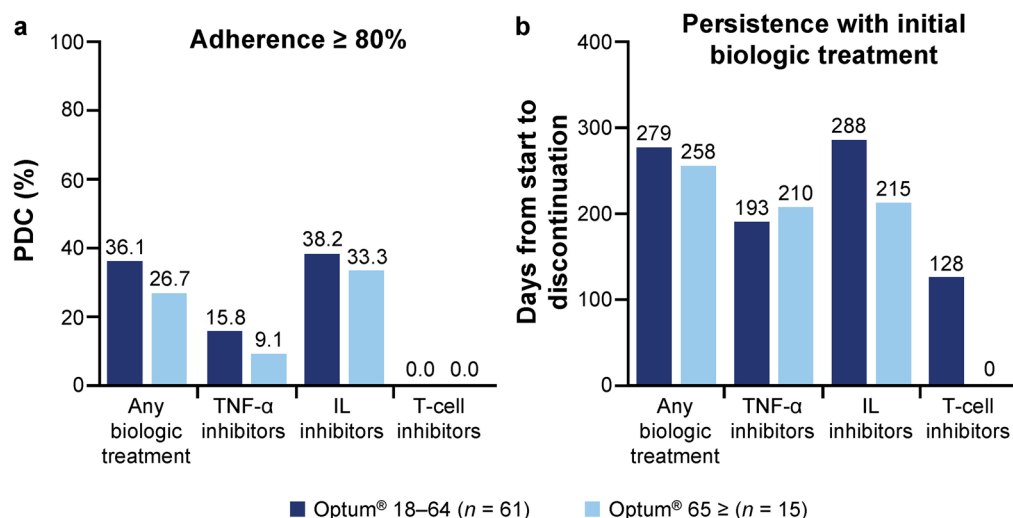 a
Adherence ≥ 80%
PDC (%)
100
80
60
40
20
0
36.1
26.7
15.8
9.1
38.2
33.3
0.0 0.0
Any
biologic
treatment
TNF-α
inhibitors
IL
inhibitors
T-cell
inhibitors
b
Persistence with initial
biologic treatment
Days from start to
discontinuation
400
300
200
100
0
279
258
193
210
288
215
128
0
Any
biologic
treatment
TNF-α
inhibitors
IL
inhibitors
T-cell
inhibitors
Optum® 18–64 (n = 61)
Optum® 65 ≥ (n = 15)